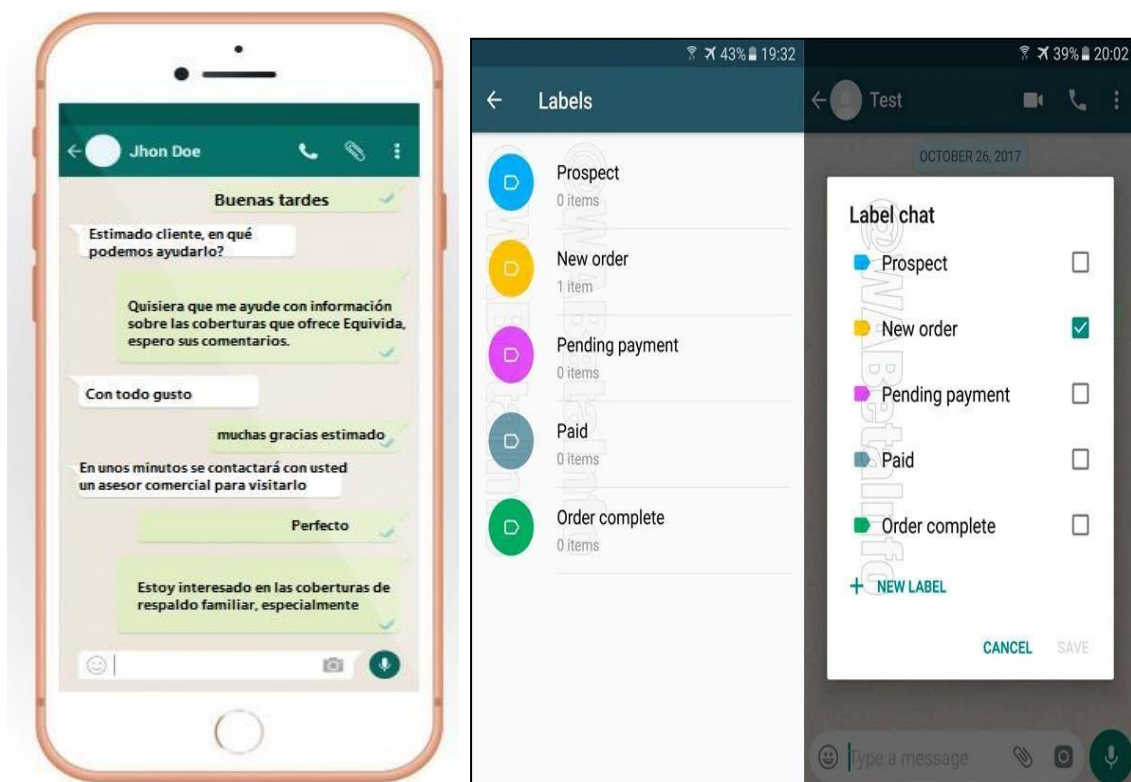 Jhon Doe
Buenas tardes
Estimado cliente, en qué
podemos ayudarlo?
Quisiera que me ayude con información
sobre las coberturas que ofrece Equivida,
espero sus comentarios.
Con todo gusto
muchas gracias estimado
En unos minutos se contactará con usted
un asesor comercial para visitarlo
Perfecto
Estoy interesado en las coberturas de
respaldo familiar, especialmente
43% 19:32
Labels
Prospect
0 items
New order
1 item
Pending payment
0 items
Paid
0 items
Order complete
0 items
@WABetaInfo
@WABetaInfo
39% 20:02
Test
OCTOBER 26, 2017
Label chat
Prospect
New order
Pending payment
Paid
Order complete
+ NEW LABEL
CANCEL SAVE
Type a message
@WABetaInfo